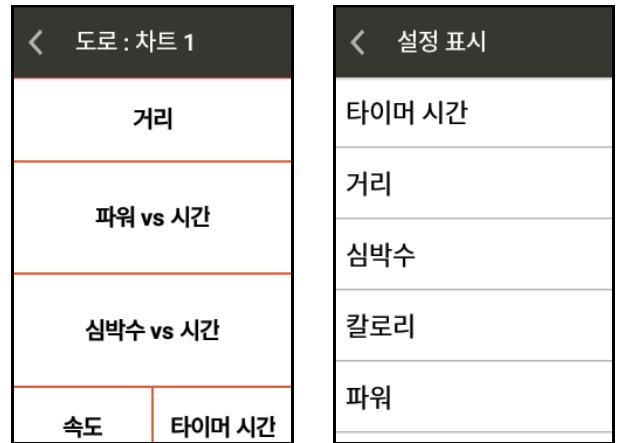 도로 : 차트 1
거리
파워 vs 시간
심박수 vs 시간
속도
타이머 시간
설정 표시
타이머 시간
거리
심박수
칼로리
파워